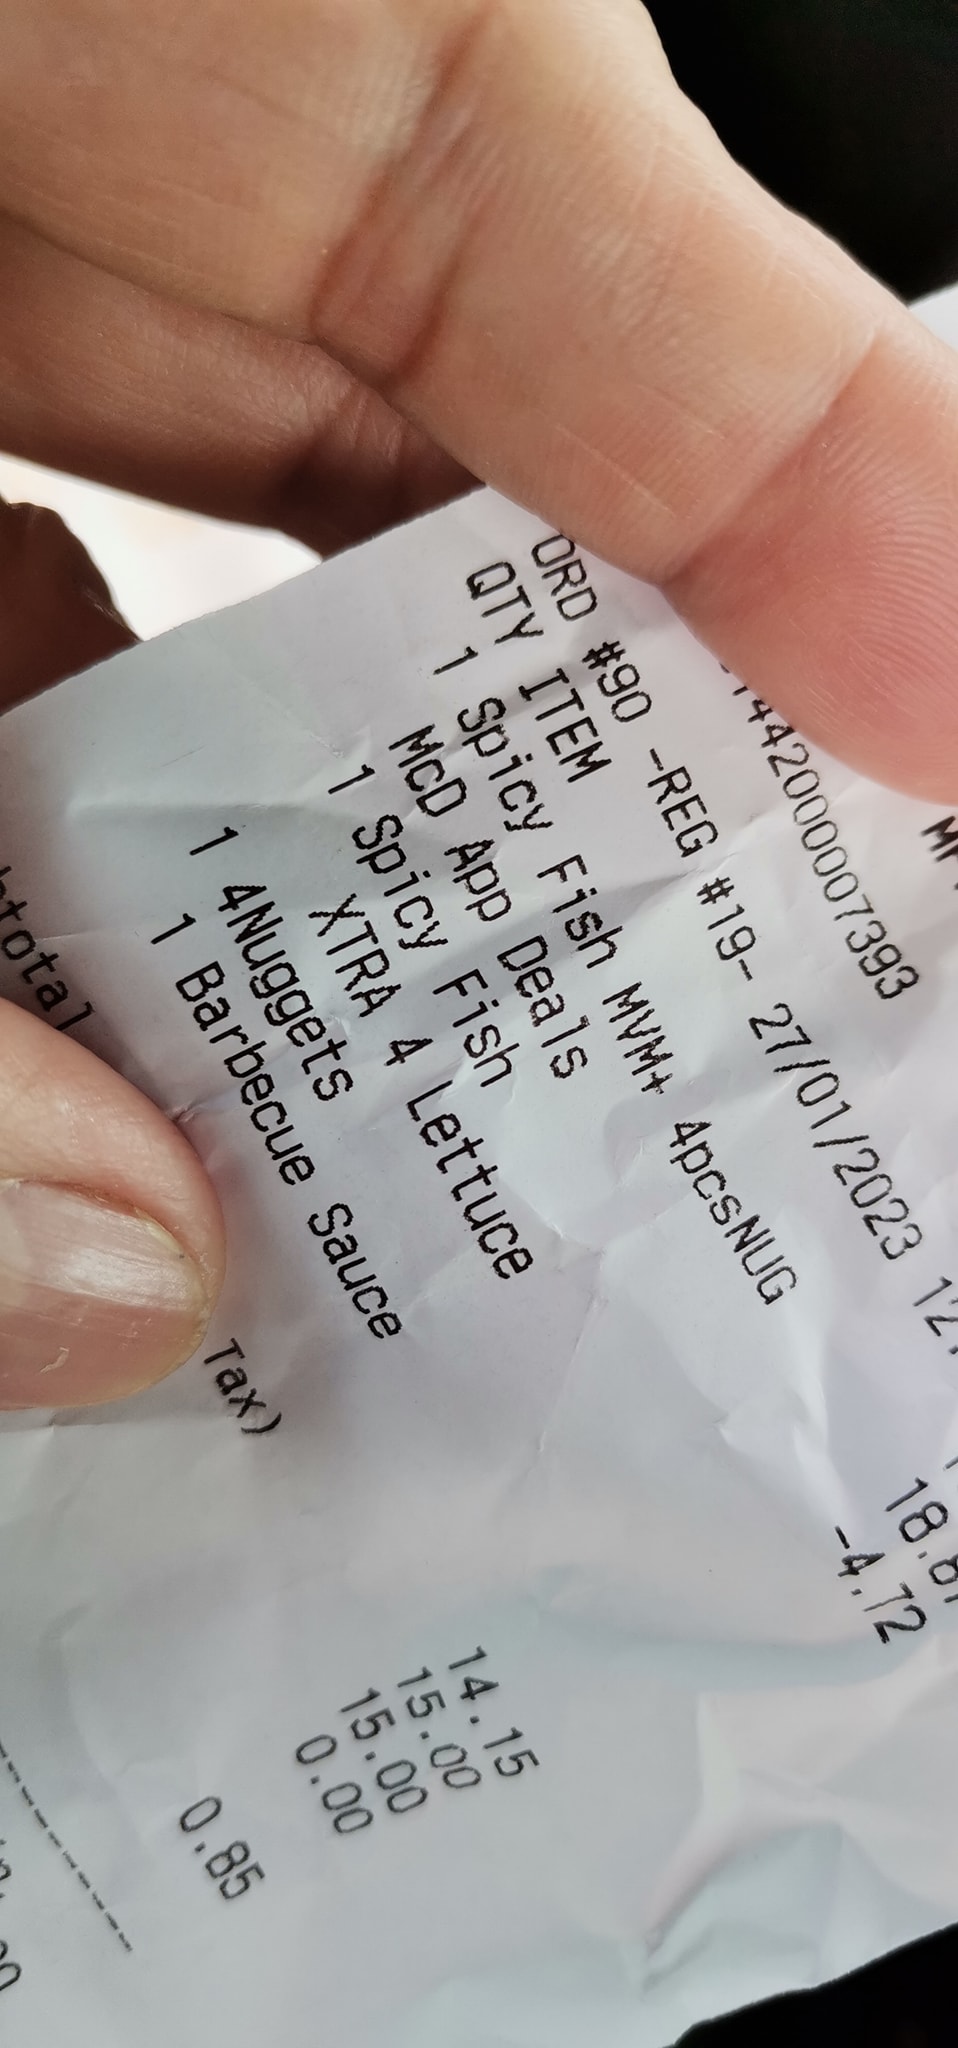 44200007393
ORD #90 -REG #19- 27/01/2023
QTY ITEM
1 Spicy Fish MVM+ 4pcsNUG
McD App Deals -4.72
1 Spicy Fish
XTRA 4 Lettuce
1 4Nuggets
1 Barbecue Sauce
Tax) 14.15
15.00
15.00
0.00
0.85